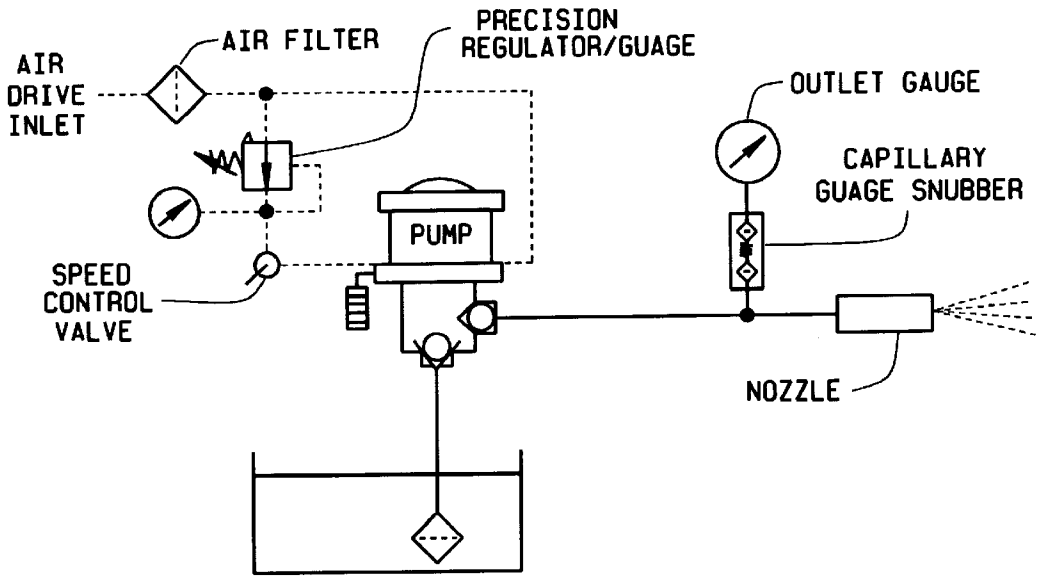 PRECISION
REGULATOR/GUAGE
AIR FILTER
AIR
DRIVE
INLET
OUTLET GAUGE
CAPILLARY
GUAGE SNUBBER
PUMP
SPEED
CONTROL
VALVE
NOZZLE